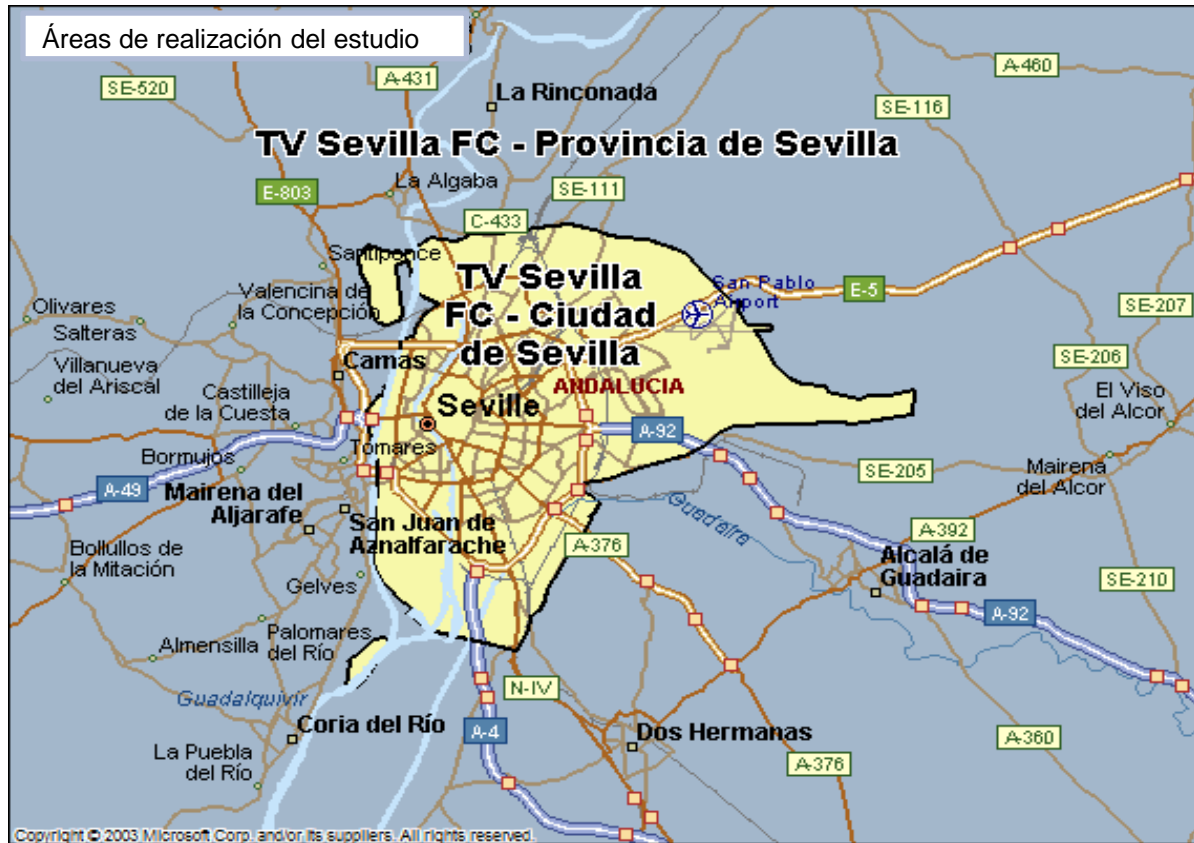 Áreas de realización del estudio
SE-520
A-431
A-460
La Rinconada
SE-116
TV Sevilla FC - Provincia de Sevilla
E-803
La Algaba
SE-111
C-433
Santiponce
TV Sevilla
FC - Ciudad
de Sevilla
San Pablo
Airport
E-5
Olivares
Valencina de
la Concepción
SE-207
Salteras
Camas
SE-206
Villanueva
del Ariscal
ANDALUCIA
Castilleja
de la Cuesta
Seville
El Viso
del Alcor
A-92
Tomares
Bormujos
SE-205
Mairena
del Alcor
A-49
Mairena del
Aljarafe
San Juan de
Aznalfarache
Guadaira
A-392
A-376
Bollullos de
la Mitación
Alcalá de
Guadaira
Gelves
SE-210
A-92
Almensilla
Palomares
del Río
Guadalquivir
N-IV
Coria del Río
A-4
Dos Hermanas
A-360
La Puebla
del Río
A-376
Copyright © 2003 Microsoft Corp. and/or its suppliers. All rights reserved.